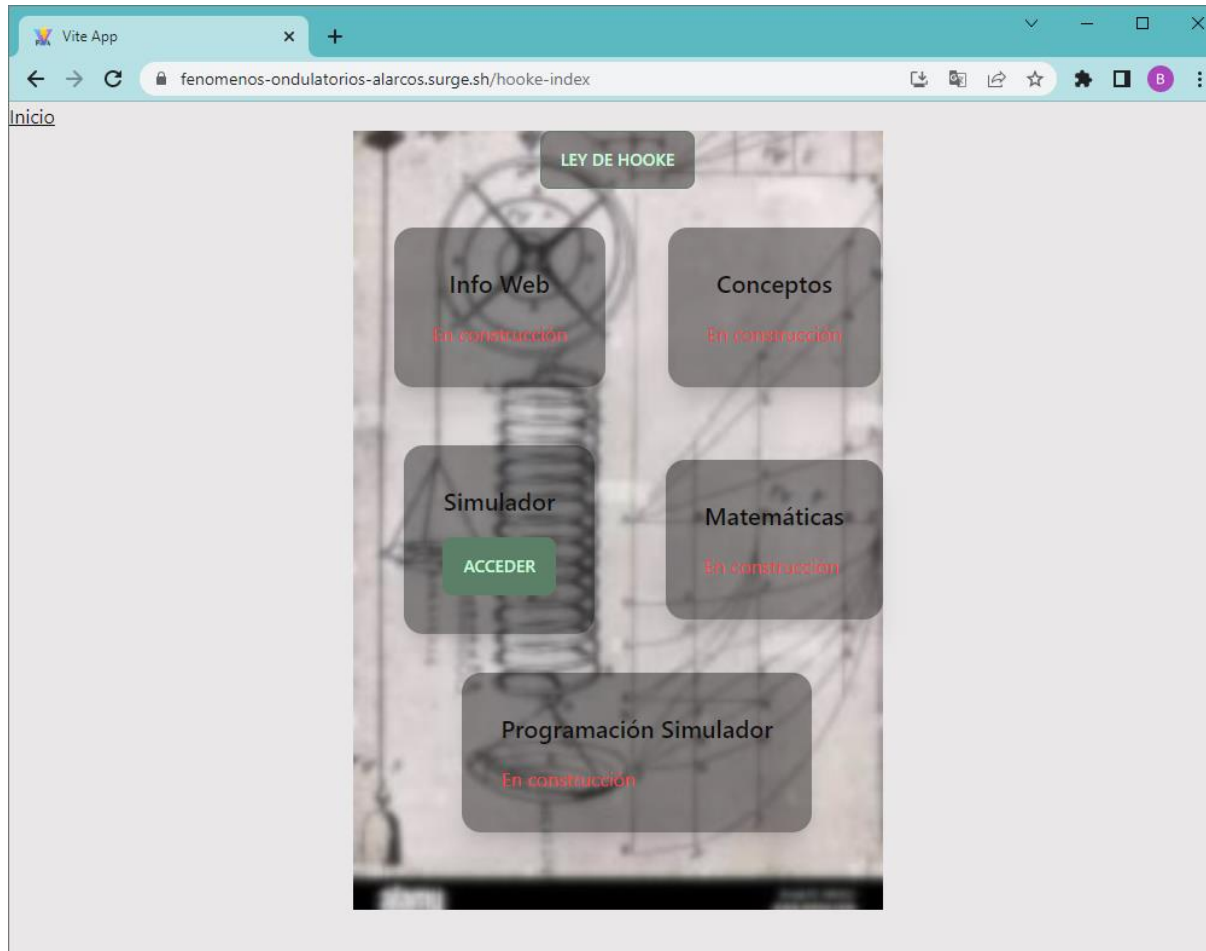 Vite App
fenomenos-ondulatorios-alarcos.surge.sh/hooke-index
B
Inicio
LEY DE HOOKE
Info Web
En construcción
Conceptos
En construcción
Simulador
ACCEDER
Matemáticas
En construcción
Programación Simulador
En construcción
alamy